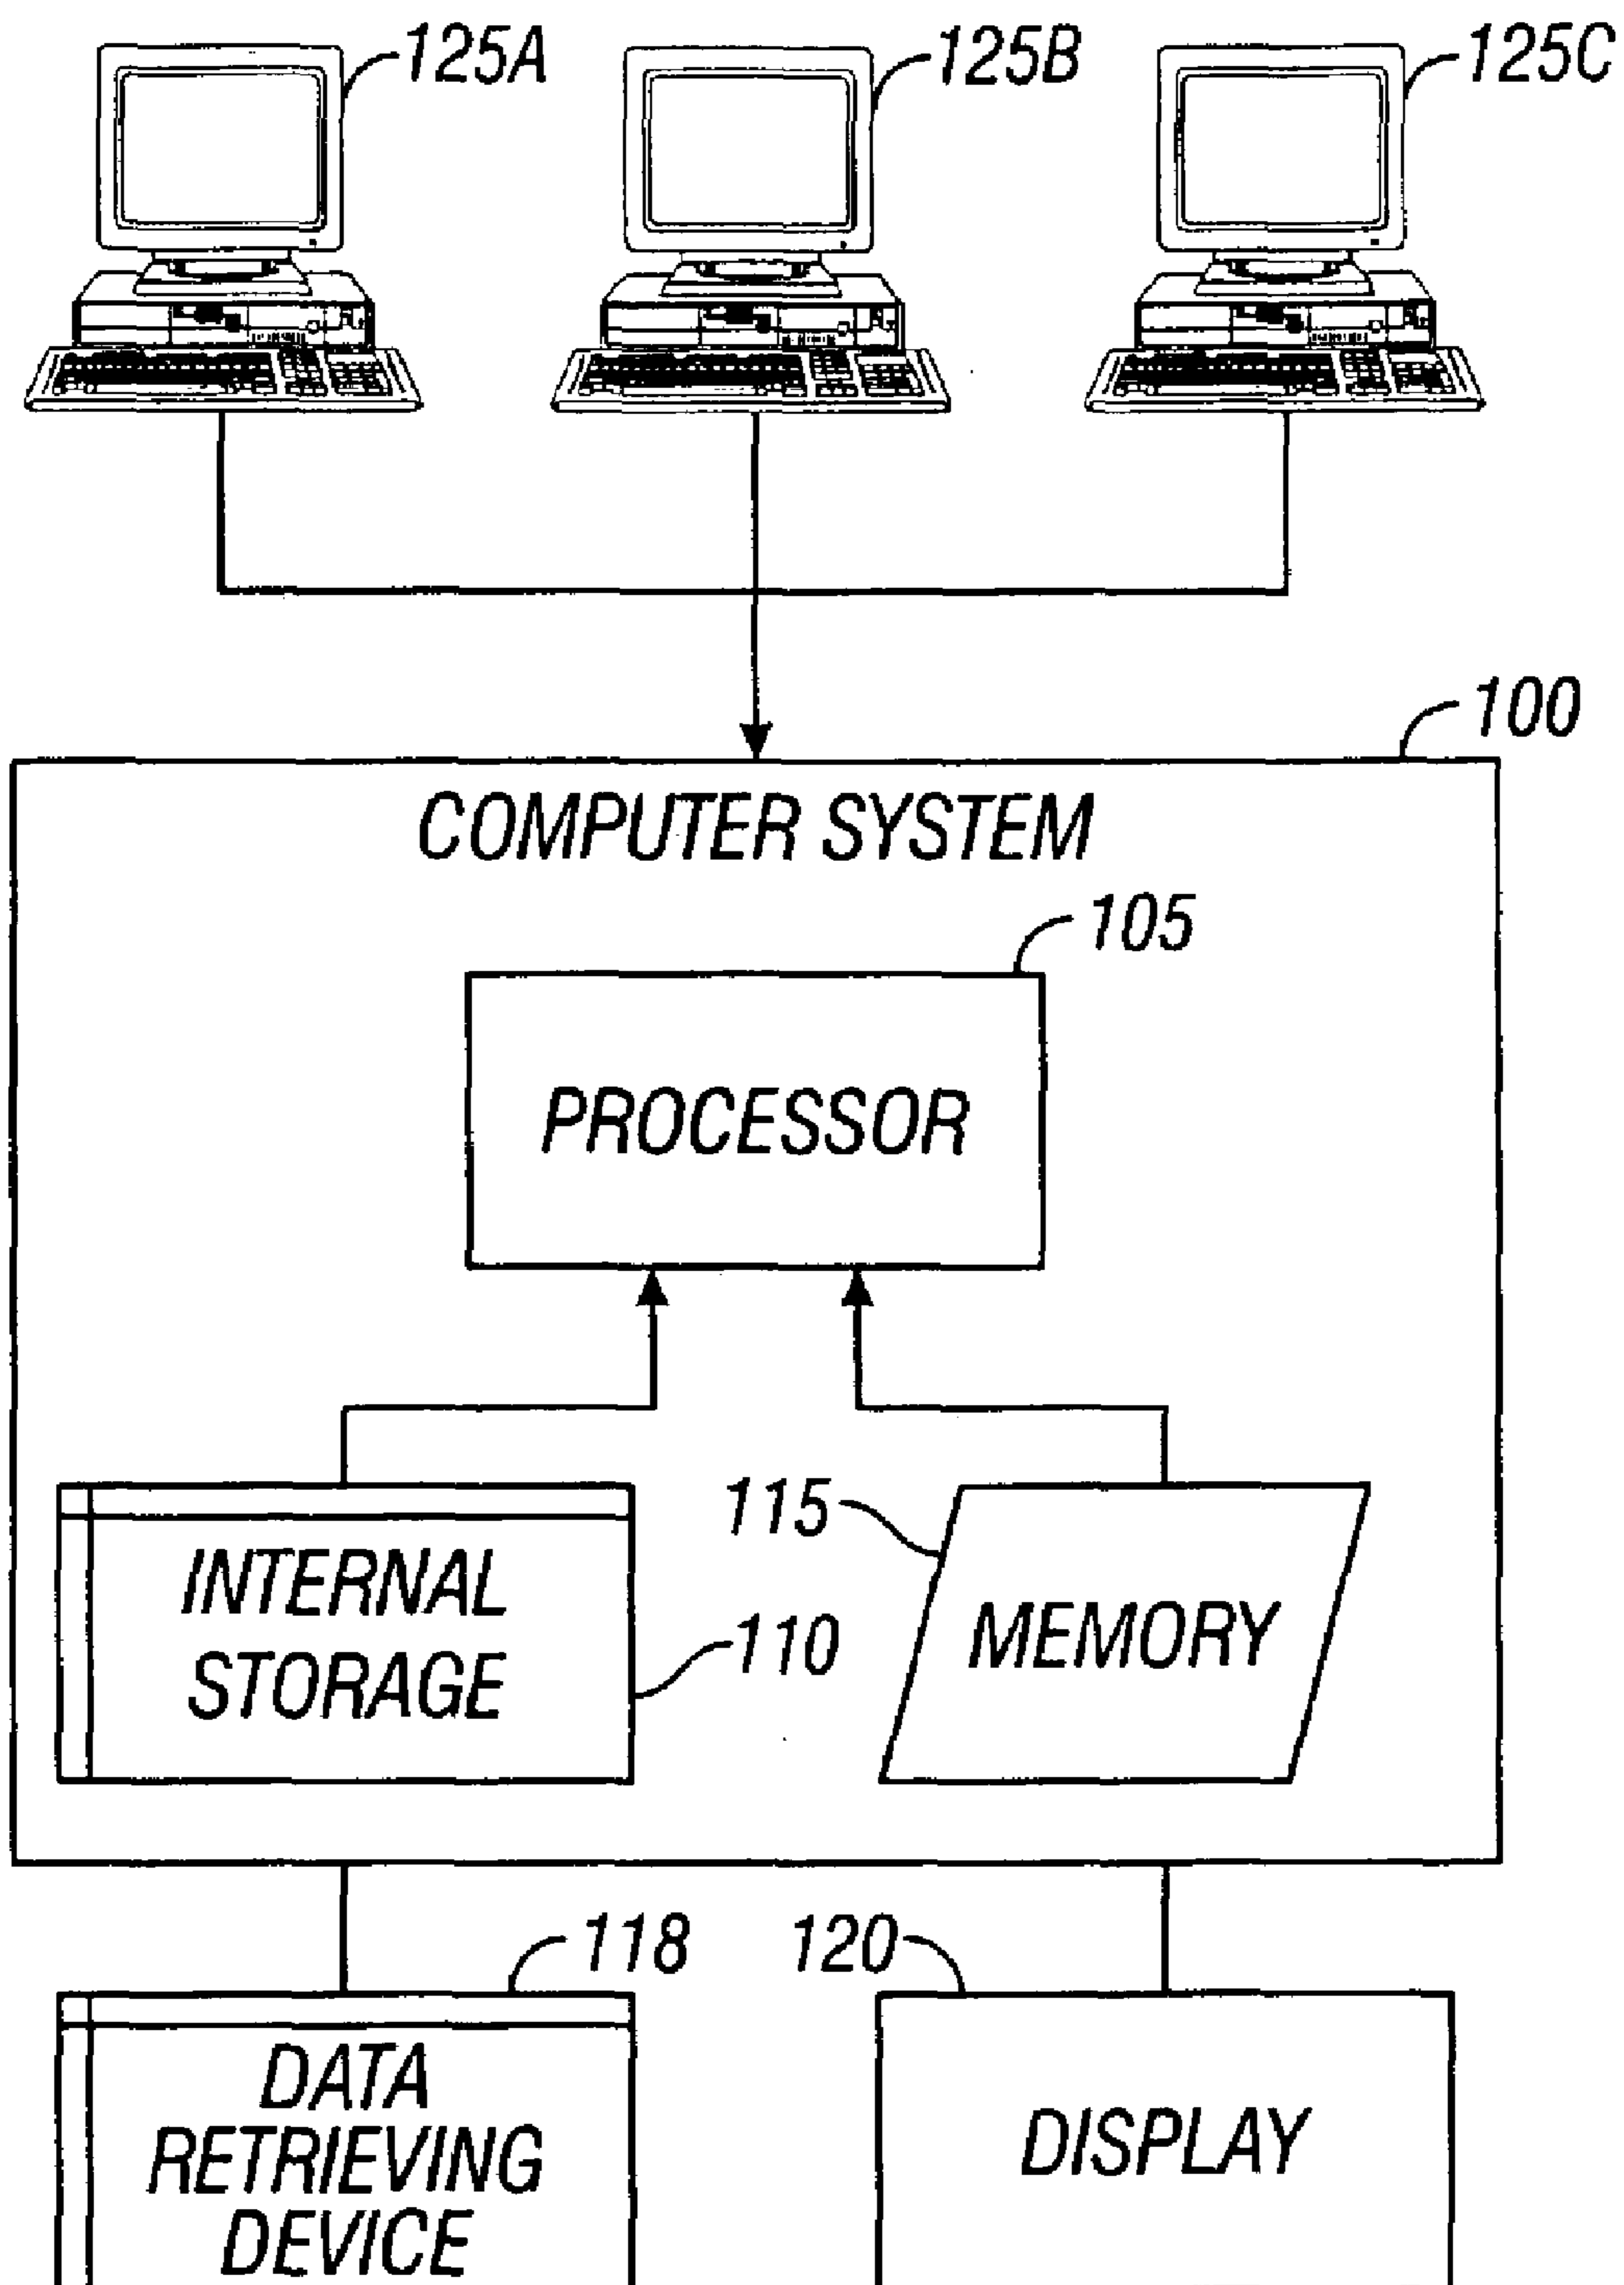 125A
125B
125C
100
COMPUTER SYSTEM
105
PROCESSOR
115
INTERNAL
STORAGE
110
MEMORY
118
120
DATA
RETRIEVING
DEVICE
DISPLAY